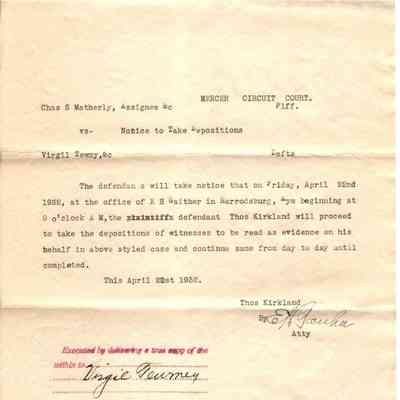 MERCER CIRCUIT COURT.
Chas S Matherly, Assignee &c Plff.
vs- Notice to Take Depositions
Virgil Tewmy,&c Defts
The defendan s will take notice that on Friday, April 22nd
1932, at the office of E H Gaither in Harrodsburg, Kys beginning at
9 o'clock A M,the plaintiffs defendant Thos Kirkland will proceed
to take the depositions of witnesses to be read as evidence on his
behalf in above styled case and continue same from day to day until
completed.
This April 21st 1932.
Thos Kirkland
By
Atty
Executed by delivering a true copy of the
within to
Virgil Tewmey